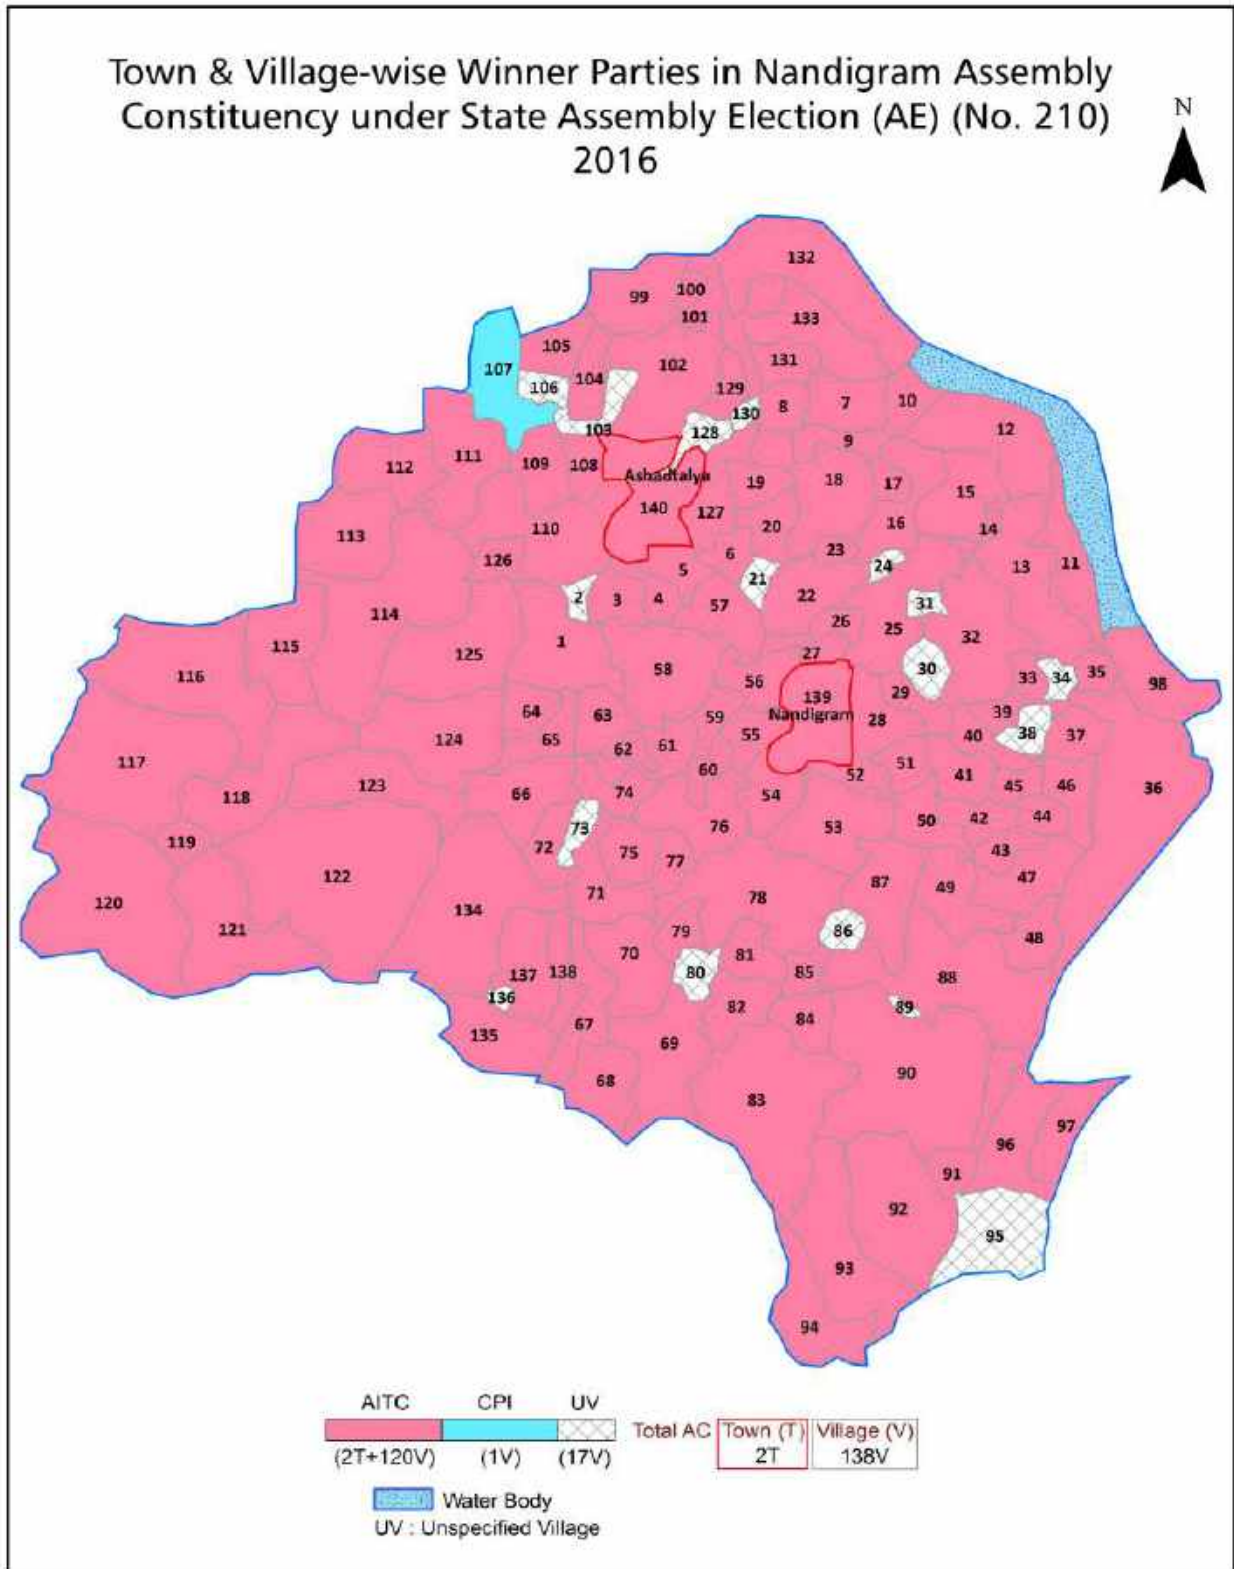 Town & Village-wise Winner Parties in Nandigram Assembly
Constituency under State Assembly Election (AE) (No. 210)
2016
N
132
99 100
101 133
105
107 102 131
104
106 129
130 8 7 10
103 128 9 12
112 111 109 108 Ashadtalya
19 18 17 15
140 127
113 110 20 16 14
126 6 23 13 11
5 21 24
2 3 4 57 22 31
114 1 26 25 32
115 125 58 27
116 56 139 29 30 33 34 35 98
64 63 59 Nandigram 28 39
124 65 62 61 55 40 38 37
117 60 52 51
118 123 66 74 54 41 45 46 36
119 73 76 53 50 42 44
72 75 77 43
122 71 87 49 47
120 134 78
121 79 86 48
70 81
137 138 80 85 88
136 82 89
135 67 84
69
68 90
83
97
96
91
92
95
93
94
AITC CPI UV
Total AC Town (T) Village (V)
(2T+120V) (1V) (17V) 2T 138V
Water Body
UV : Unspecified Village